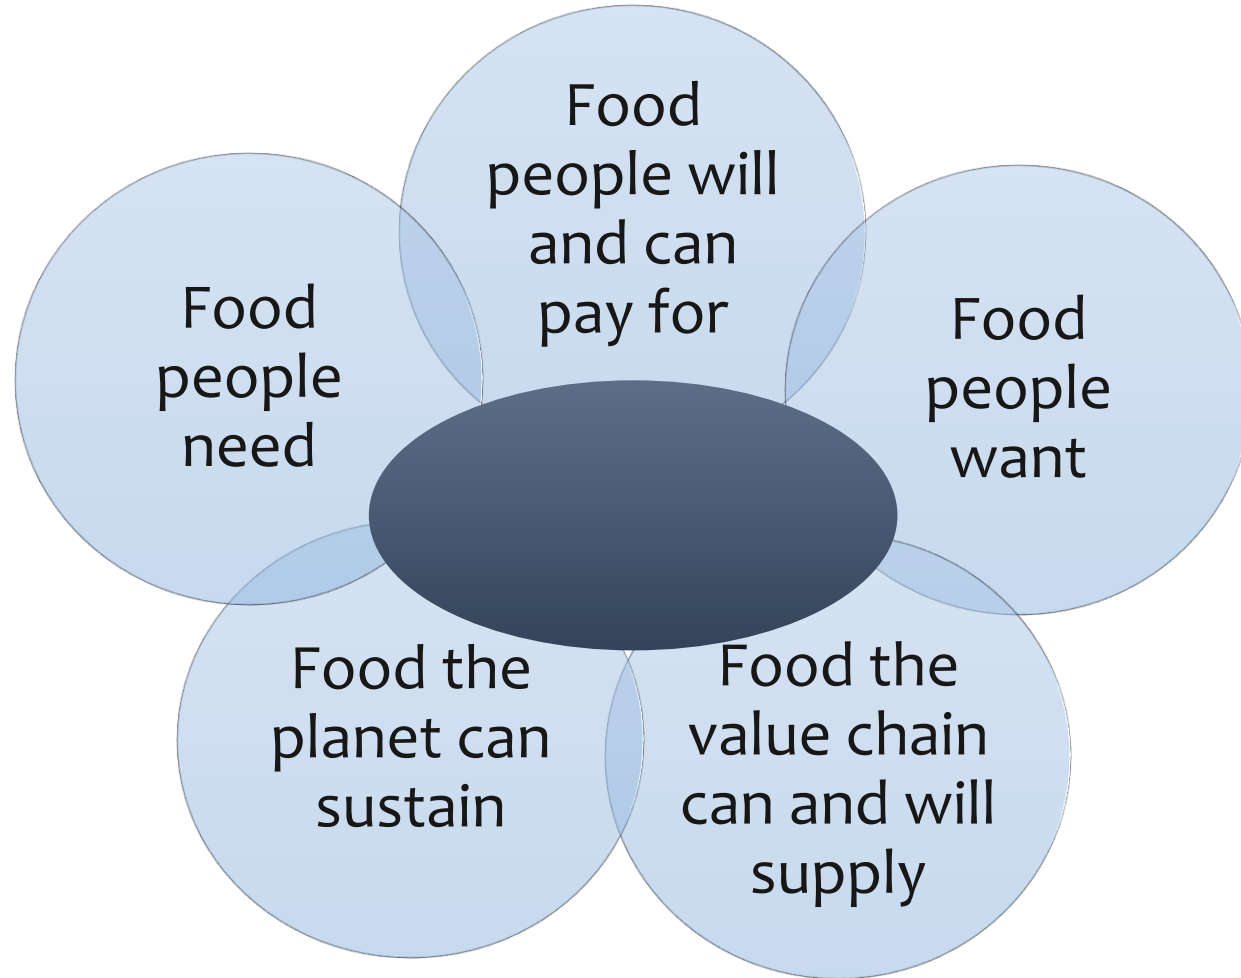 Food
people will
and can
pay for
Food
people
need
Food
people
want
Food the
planet can
sustain
Food the
value chain
can and will
supply